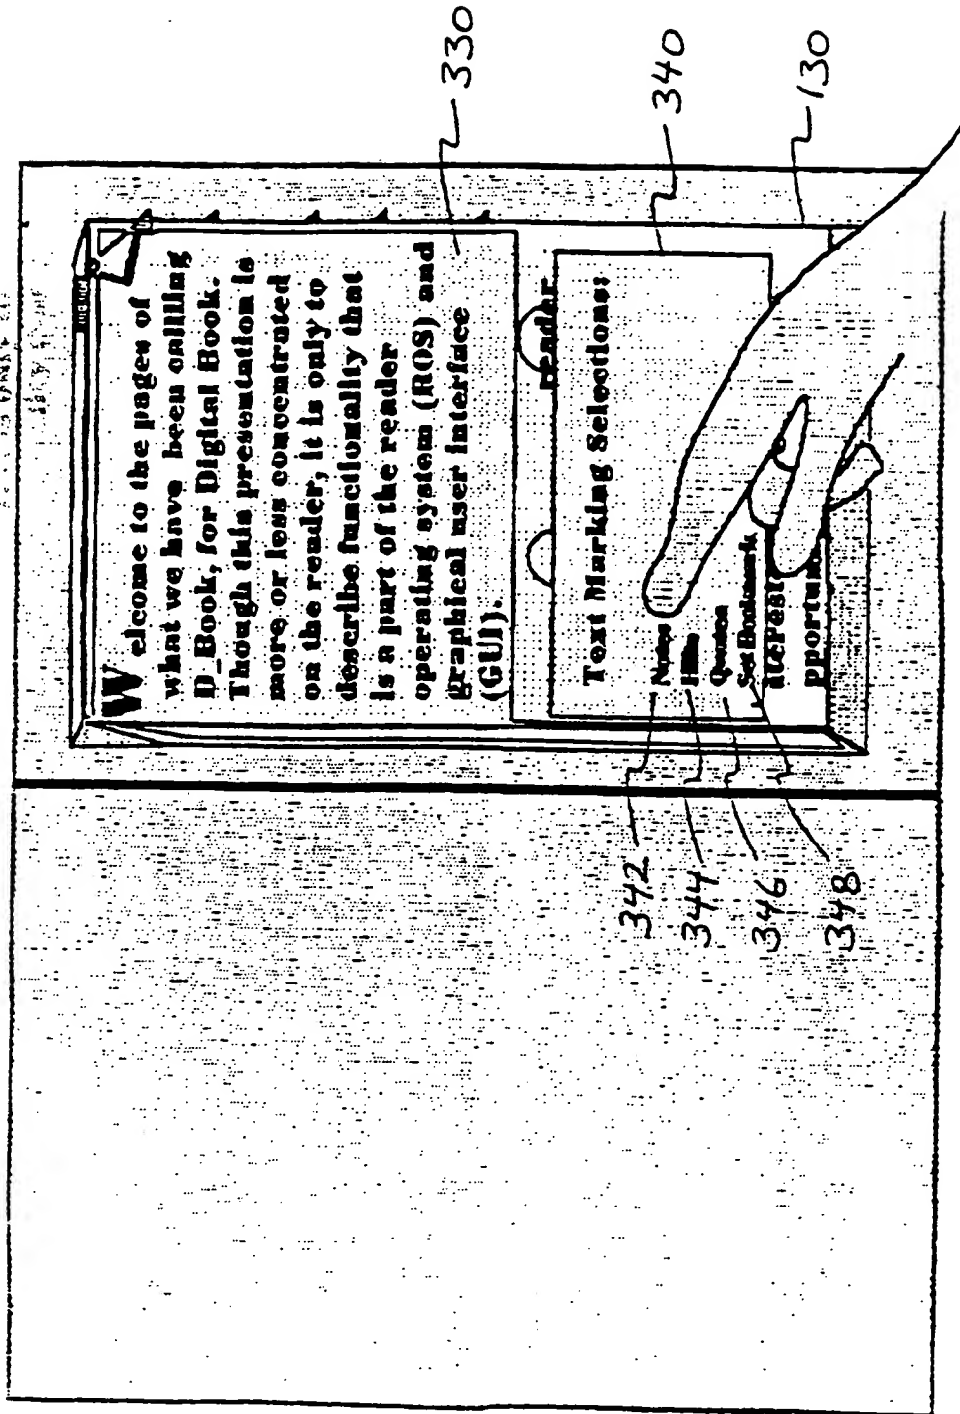 Welcome to the pages of
what we have been calling
D_Book, for Digital Book.
Though this presentation is
more or less concentrated
on the reader, it is only to
describe functionality that
is a part of the reader
operating system (ROS) and
graphical user interface
(GUI).
reader
Text Marking Selections:
Notes
Quotes
Set Bookmark
pportun
330
340
130
342
344
346
348